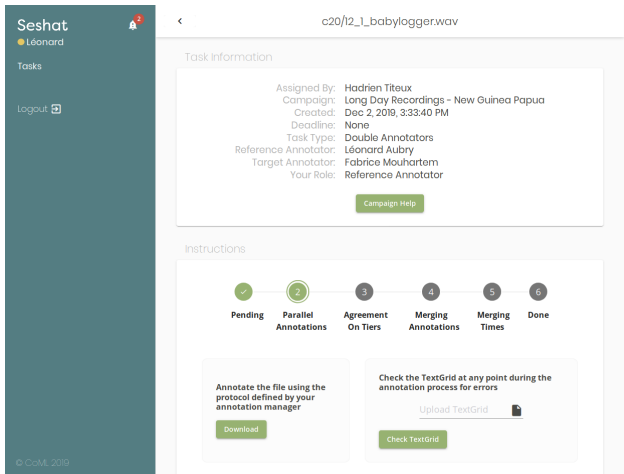 Seshat
2
Léonard
Tasks
Logout
© CoML 2019
c20/12_1_babylogger.wav
Task Information
Assigned By: Hadrien Titeux
Campaign: Long Day Recordings - New Guinea Papua
Created: Dec 2, 2019, 3:33:40 PM
Deadline: None
Task Type: Double Annotators
Reference Annotator: Léonard Aubry
Target Annotator: Fabrice Mouhartem
Your Role: Reference Annotator
Campaign Help
Instructions
2 3 4 5 6
Pending Parallel Agreement Merging Merging Done
Annotations On Tiers Annotations Times
Annotate the file using the
protocol defined by your
annotation manager
Download
Check the TextGrid at any point during the
annotation process for errors
Upload TextGrid
Check TextGrid